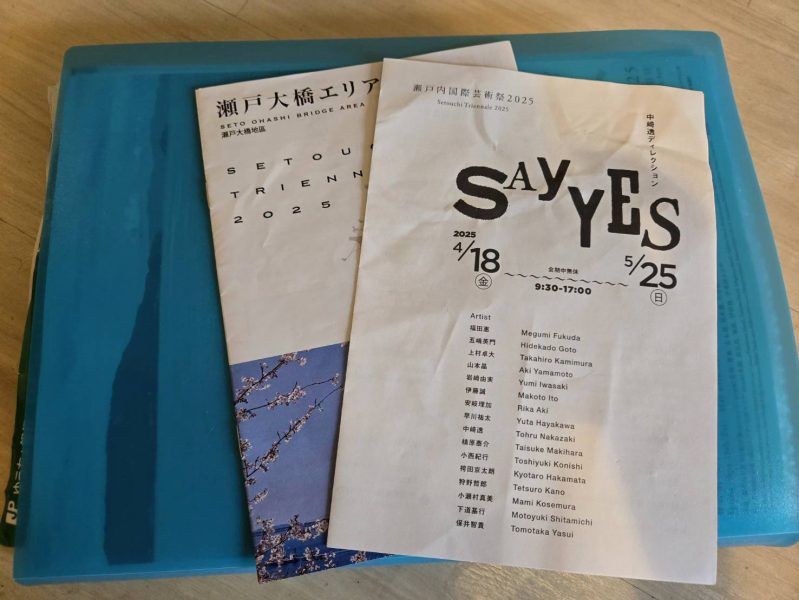 瀬戸大橋エリア
SETO OHASHI BRIDGE AREA
瀬戸大橋地區
SETOUC
TRIENN
2025
瀬戸内国際芸術祭2025
Setouchi Triennale 2025
中﨑透ディレクション
SAY YES
2025
4/18
金
会期中無休
9:30-17:00
5/25
日
Artist
福田惠 Megumi Fukuda
五嶋英門 Hidekado Goto
上村卓大 Takahiro Kamimura
山本晶 Aki Yamamoto
岩崎由実 Yumi Iwasaki
伊藤誠 Makoto Ito
安岐理加 Rika Aki
早川祐太 Yuta Hayakawa
中﨑透 Tohru Nakazaki
槙原泰介 Taisuke Makihara
小西紀行 Toshiyuki Konishi
袴田京太朗 Kyotaro Hakamata
狩野哲郎 Tetsuro Kano
小瀬村真美 Mami Kosemura
下道基行 Motoyuki Shitamichi
保井智貴 Tomotaka Yasui